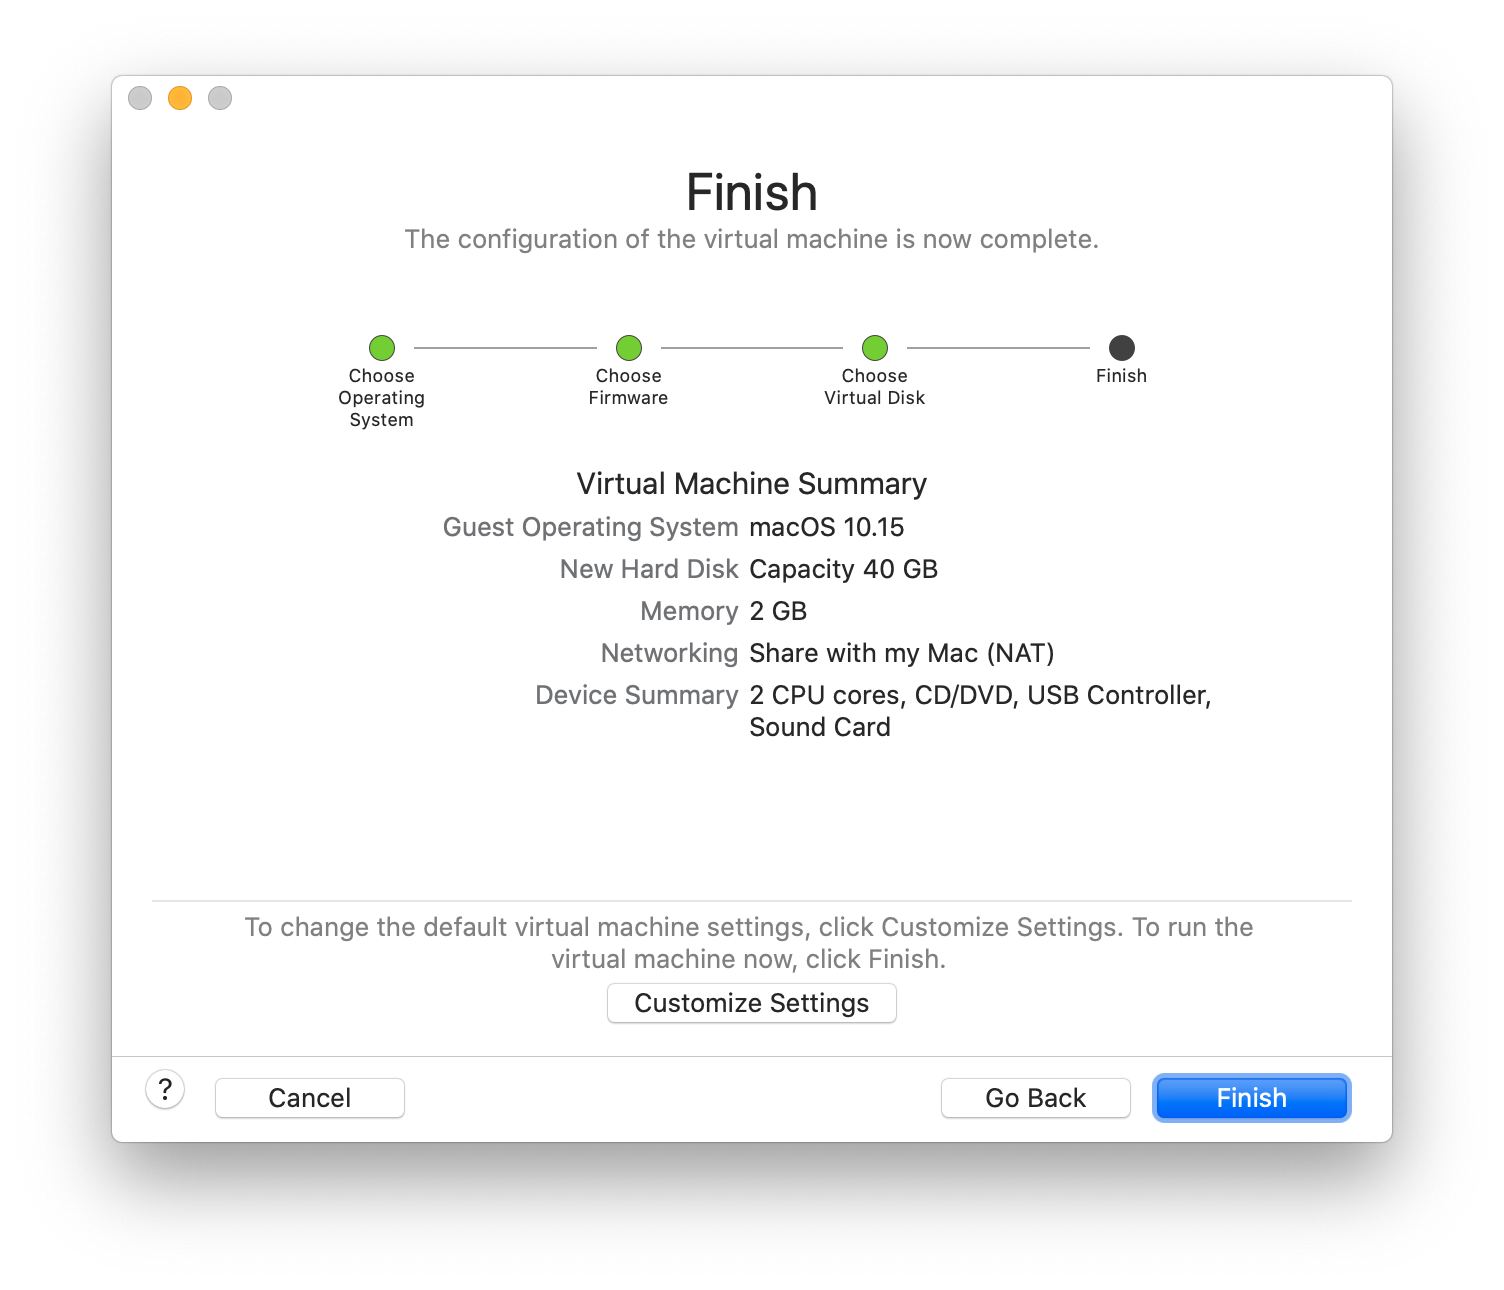 Finish
The configuration of the virtual machine is now complete.
Choose
Operating
System
Choose
Firmware
Choose
Virtual Disk
Finish
Virtual Machine Summary
Guest Operating System macOS 10.15
New Hard Disk Capacity 40 GB
Memory 2 GB
Networking Share with my Mac (NAT)
Device Summary 2 CPU cores, CD/DVD, USB Controller,
Sound Card
To change the default virtual machine settings, click Customize Settings. To run the
virtual machine now, click Finish.
Customize Settings
? Cancel Go Back Finish